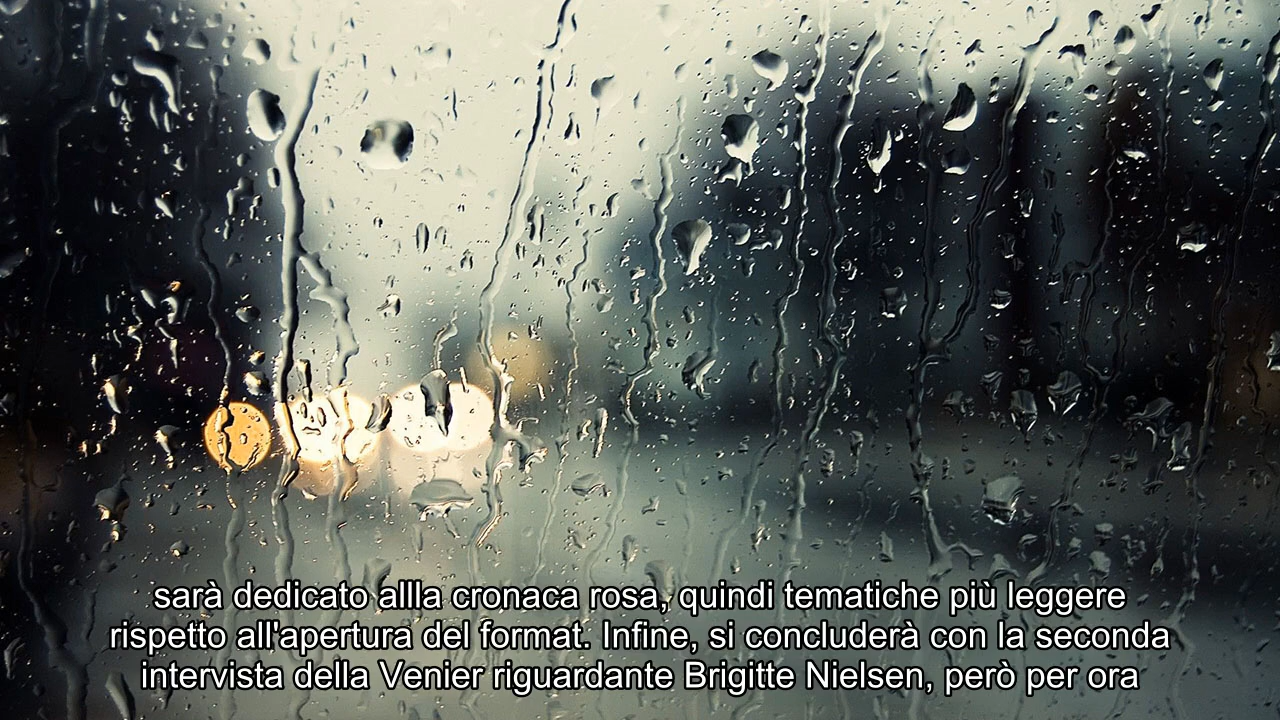 sarà dedicato allla cronaca rosa, quindi tematiche più leggere
rispetto all'apertura del format. Infine, si concluderà con la seconda
intervista della Venier riguardante Brigitte Nielsen, però per ora